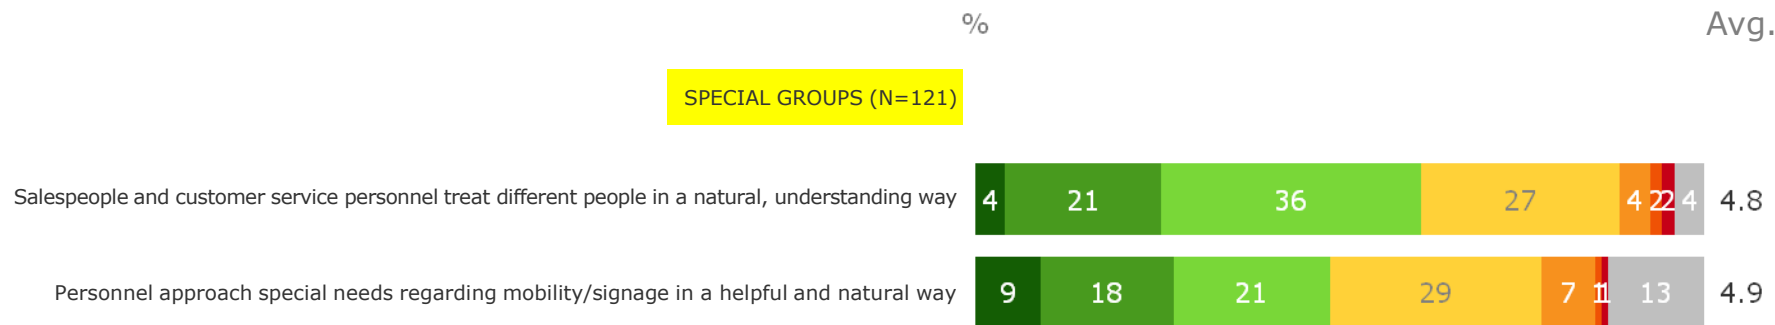 % Avg.
SPECIAL GROUPS (N=121)
Salespeople and customer service personnel treat different people in a natural, understanding way 4 21 36 27 4 2 2 4 4.8
Personnel approach special needs regarding mobility/signage in a helpful and natural way 9 18 21 29 7 1 1 13 4.9